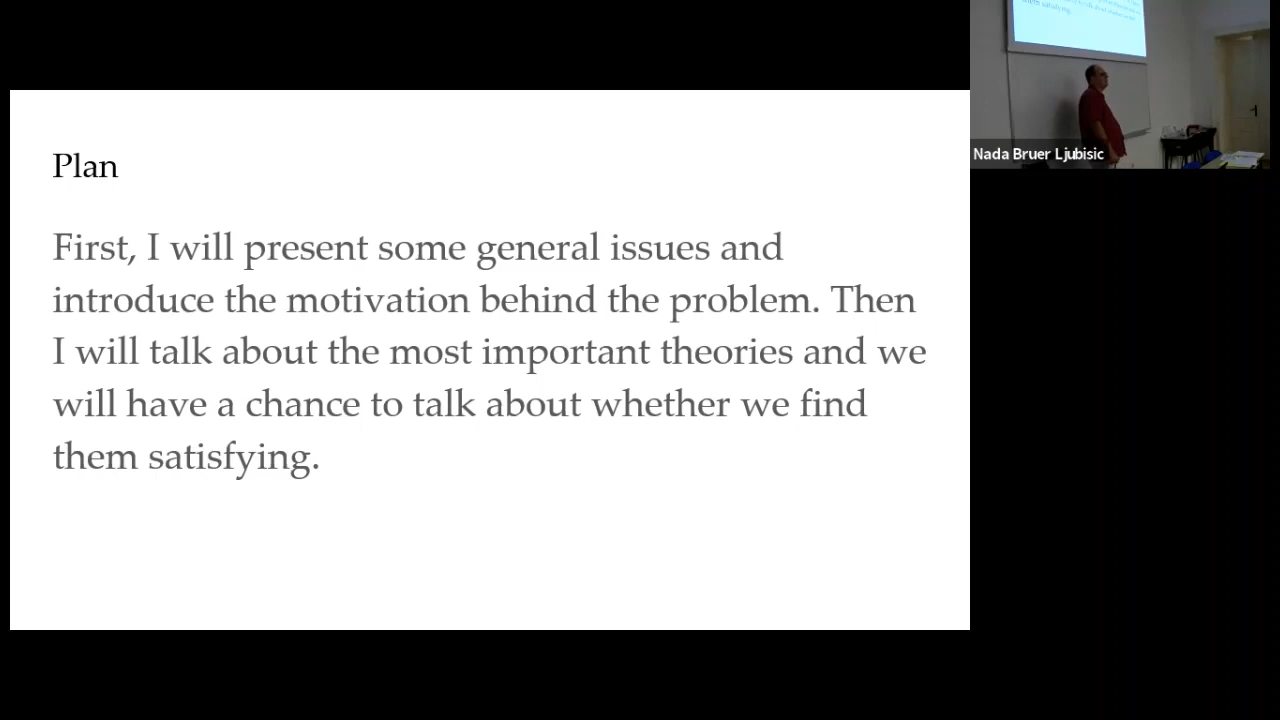 Plan
First, I will present some general issues and
introduce the motivation behind the problem. Then
I will talk about the most important theories and we
will have a chance to talk about whether we find
them satisfying.
Nada Bruer Ljubisic
them satisfying.